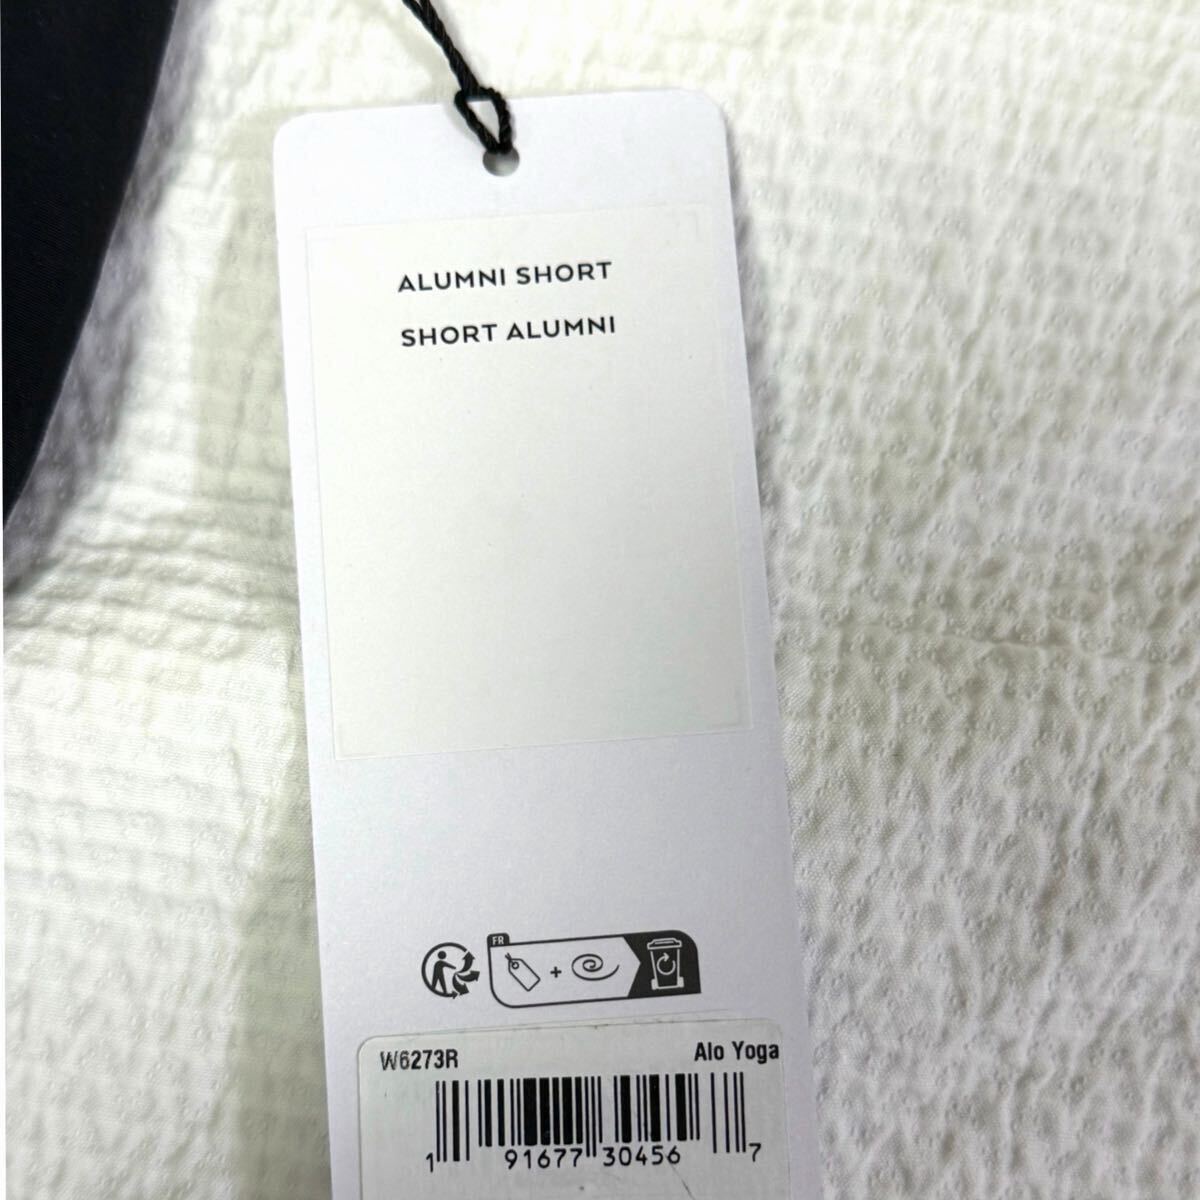 ALUMNI SHORT
SHORT ALUMNI
FR
+
W6273R Alo Yoga
1 91677 30456 7